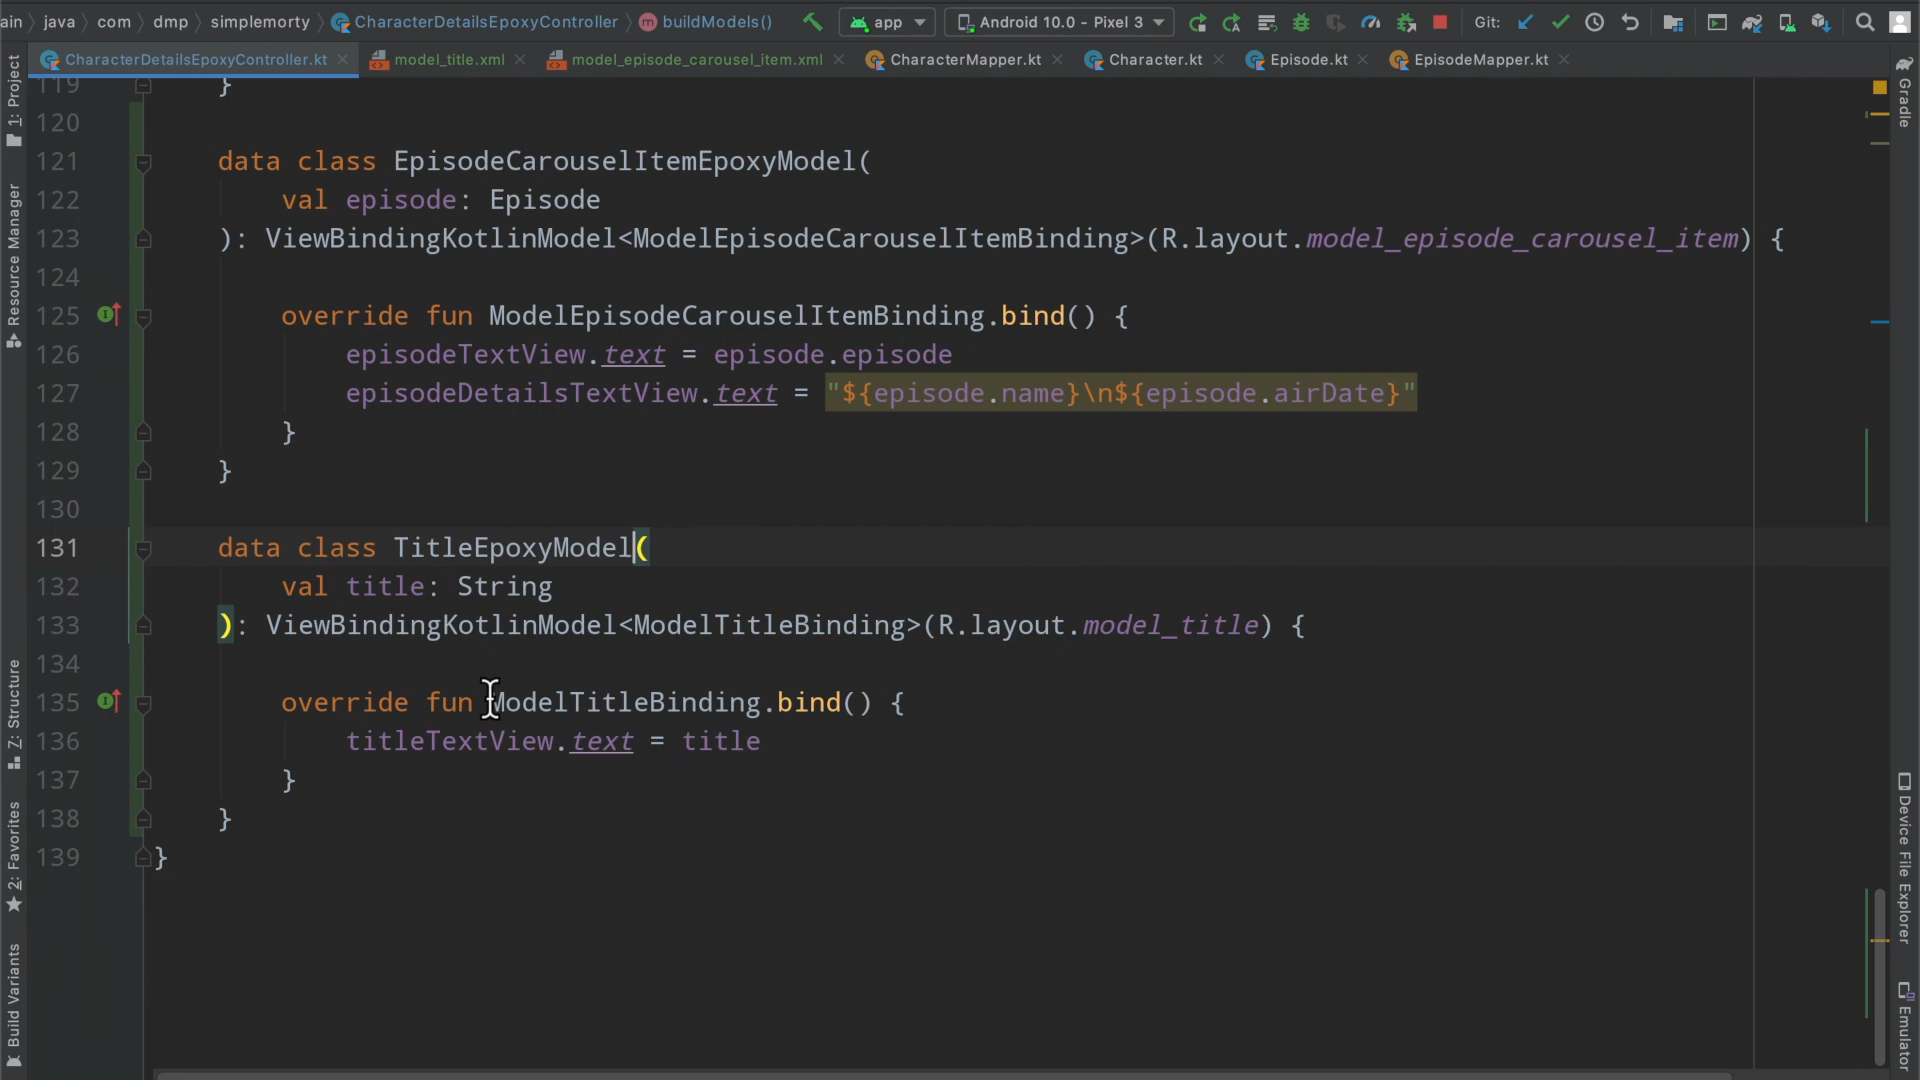 ain java com dmp simplemorty CharacterDetailsEpoxyController buildModels() app Android 10.0 - Pixel 3 Git:
CharacterDetailsEpoxyController.kt model_title.xml model_episode_carousel_item.xml CharacterMapper.kt Character.kt Episode.kt EpisodeMapper.kt
1: Project
Resource Manager
Z: Structure
2: Favorites
Build Variants
119 }
120
121 data class EpisodeCarouselItemEpoxyModel(
122 val episode: Episode
123 ): ViewBindingKotlinModel<ModelEpisodeCarouselItemBinding>(R.layout.model_episode_carousel_item) {
124
125 override fun ModelEpisodeCarouselItemBinding.bind() {
126 episodeTextView.text = episode.episode
127 episodeDetailsTextView.text = "${episode.name}\n${episode.airDate}"
128 }
129 }
130
131 data class TitleEpoxyModel(
132 val title: String
133 ): ViewBindingKotlinModel<ModelTitleBinding>(R.layout.model_title) {
134
135 override fun ModelTitleBinding.bind() {
136 titleTextView.text = title
137 }
138 }
139 }
Gradle
Device File Explorer
Emulator